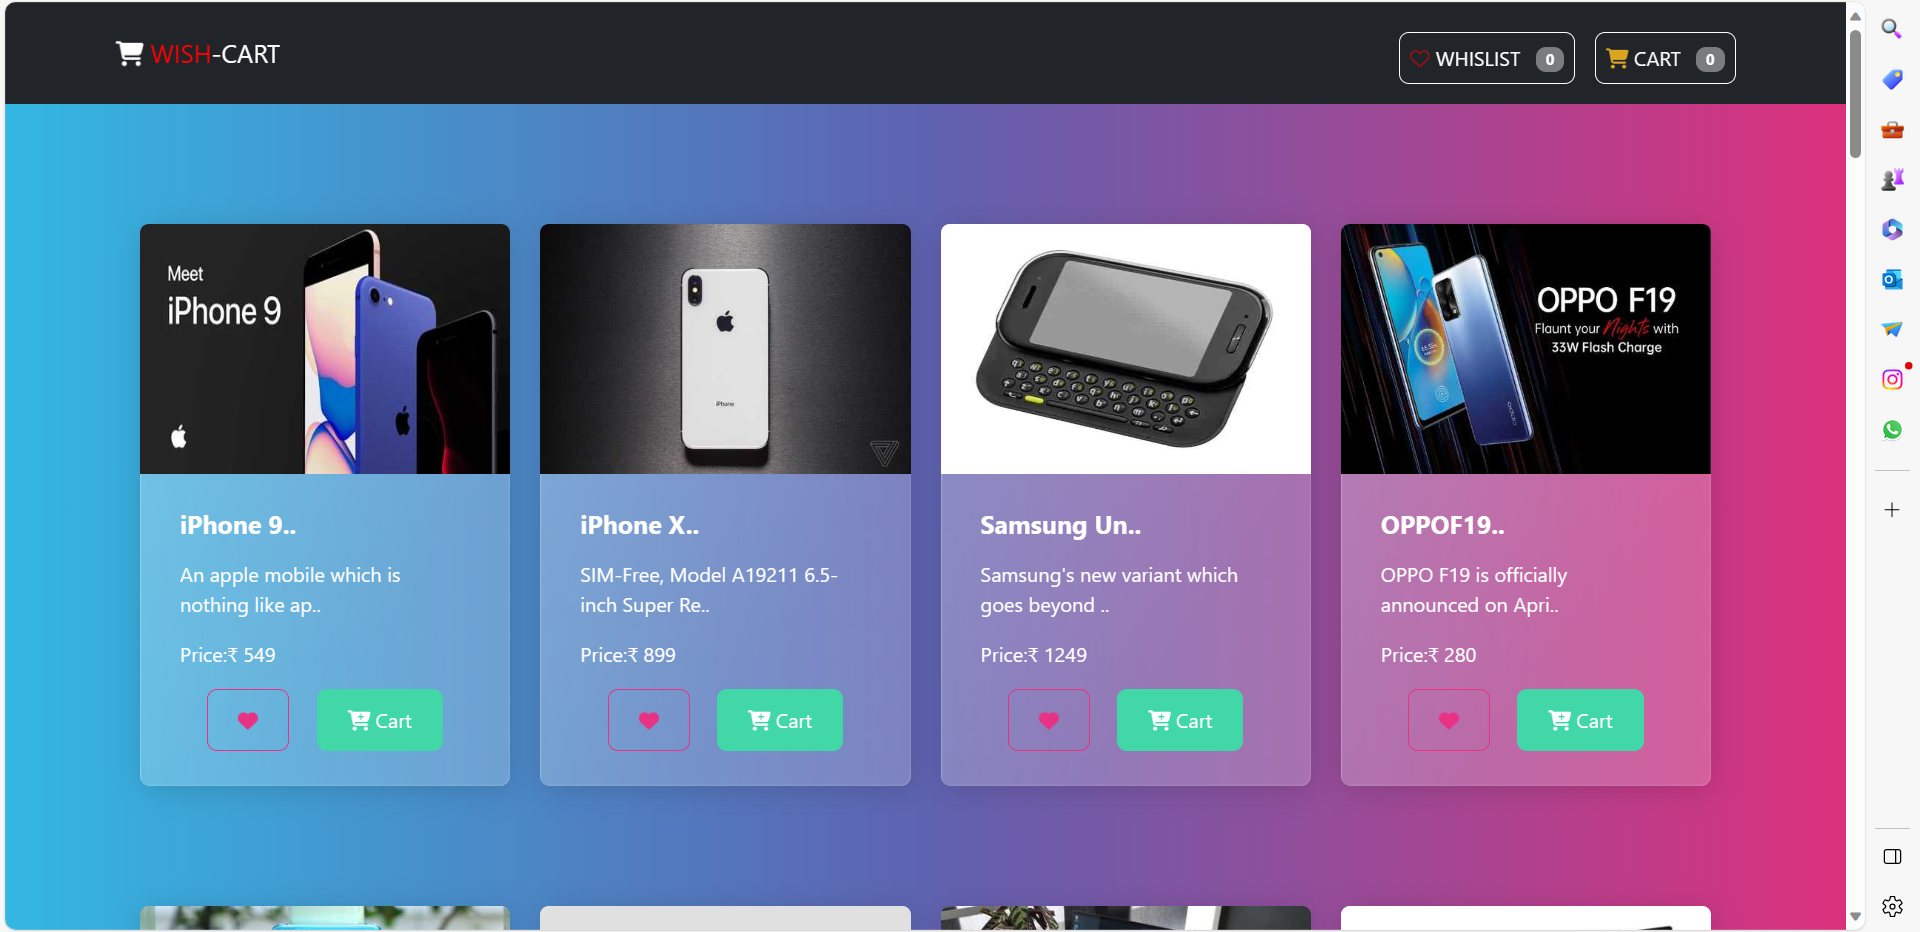 WISH-CART
WHISLIST 0
CART 0
Meet
iPhone 9
iPhone
OPPO F19
Flaunt your Nights with
33W Flash Charge
oppo
iPhone 9..
An apple mobile which is
nothing like ap..
Price:₹ 549
Cart
iPhone X..
SIM-Free, Model A19211 6.5-
inch Super Re..
Price:₹ 899
Cart
Samsung Un..
Samsung's new variant which
goes beyond ..
Price:₹ 1249
Cart
OPPOF19..
OPPO F19 is officially
announced on Apri..
Price:₹ 280
Cart